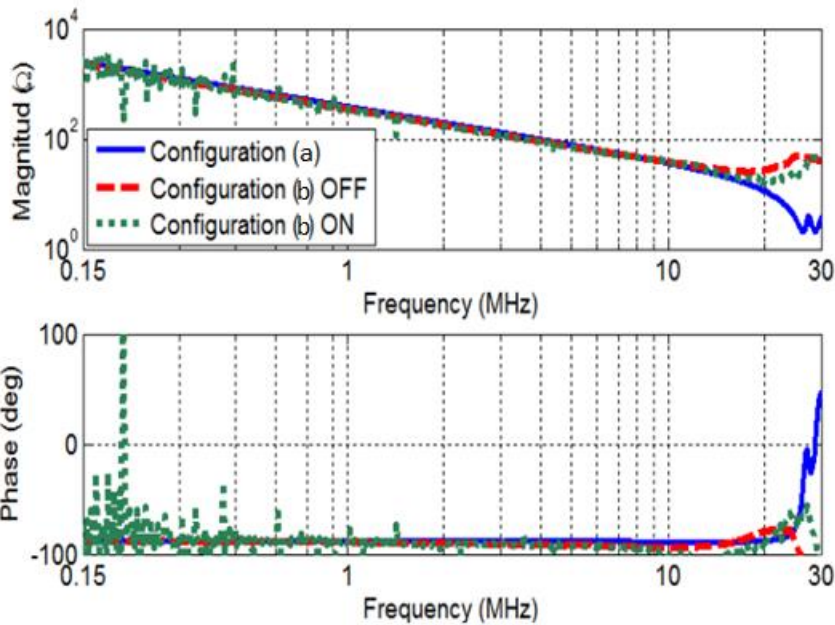 10^4
10^2
10^0
Magnitud (Ω)
Configuration (a)
Configuration (b) OFF
Configuration (b) ON
0.15 1 10 30
Frequency (MHz)
100
0
-100
Phase (deg)
0.15 1 10 30
Frequency (MHz)